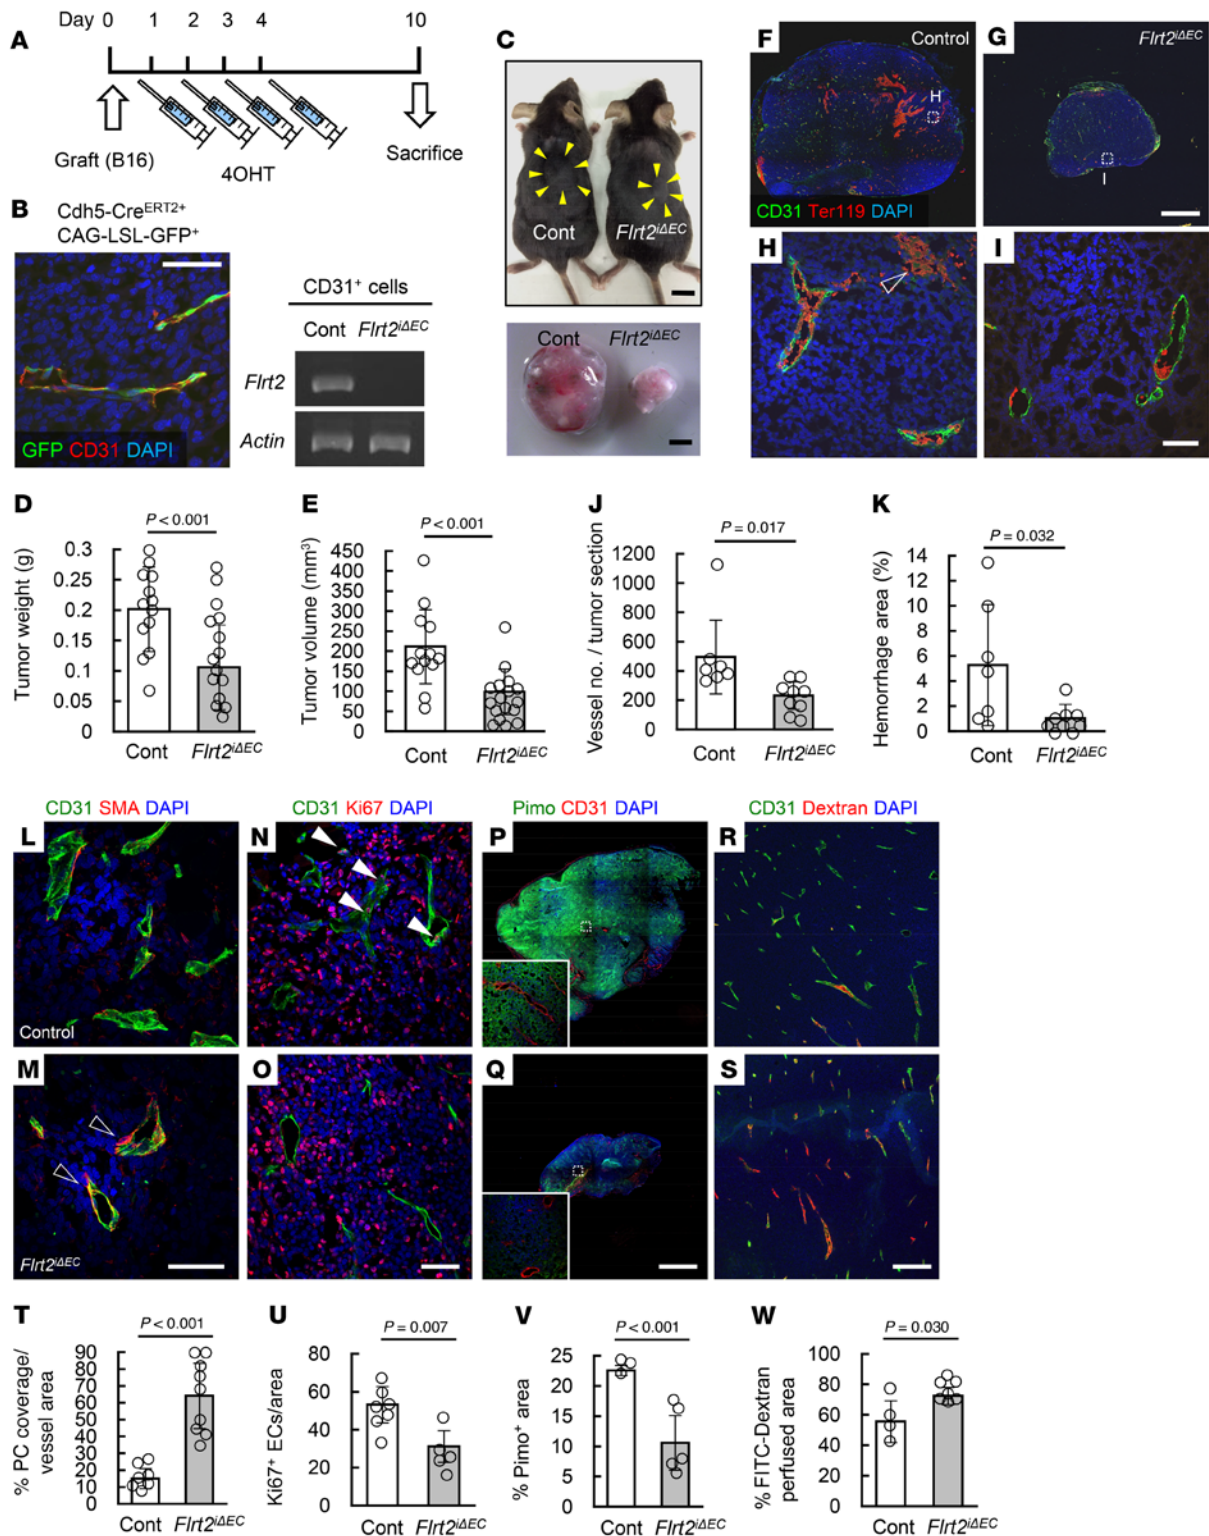 A
Day 0 1 2 3 4 10
Graft (B16)
4OHT
Sacrifice
B
Cdh5-CreERT2+
CAG-LSL-GFP+
GFP CD31 DAPI
CD31+ cells
Cont Flrt2iΔEC
Flrt2
Actin
C
Cont Flrt2iΔEC
Cont Flrt2iΔEC
F
Control
H
CD31 Ter119 DAPI
G
Flrt2iΔEC
I
H
I
D
P < 0.001
Tumor weight (g)
0.3
0.25
0.2
0.15
0.1
0.05
0
Cont Flrt2iΔEC
E
P < 0.001
Tumor volume (mm3)
450
400
350
300
250
200
150
100
50
0
Cont Flrt2iΔEC
J
P = 0.017
Vessel no. / tumor section
1200
1000
800
600
400
200
0
Cont Flrt2iΔEC
K
P = 0.032
Hemorrhage area (%)
14
12
10
8
6
4
2
0
Cont Flrt2iΔEC
CD31 SMA DAPI
L
Control
M
Flrt2iΔEC
CD31 Ki67 DAPI
N
O
Pimo CD31 DAPI
P
Q
CD31 Dextran DAPI
R
S
T
P < 0.001
% PC coverage/
vessel area
90
80
70
60
50
40
30
20
10
0
Cont Flrt2iΔEC
U
P = 0.007
Ki67+ ECs/area
80
60
40
20
0
Cont Flrt2iΔEC
V
P < 0.001
% Pimo+ area
25
20
15
10
5
0
Cont Flrt2iΔEC
W
P = 0.030
% FITC-Dextran
perfused area
100
80
60
40
20
0
Cont Flrt2iΔEC